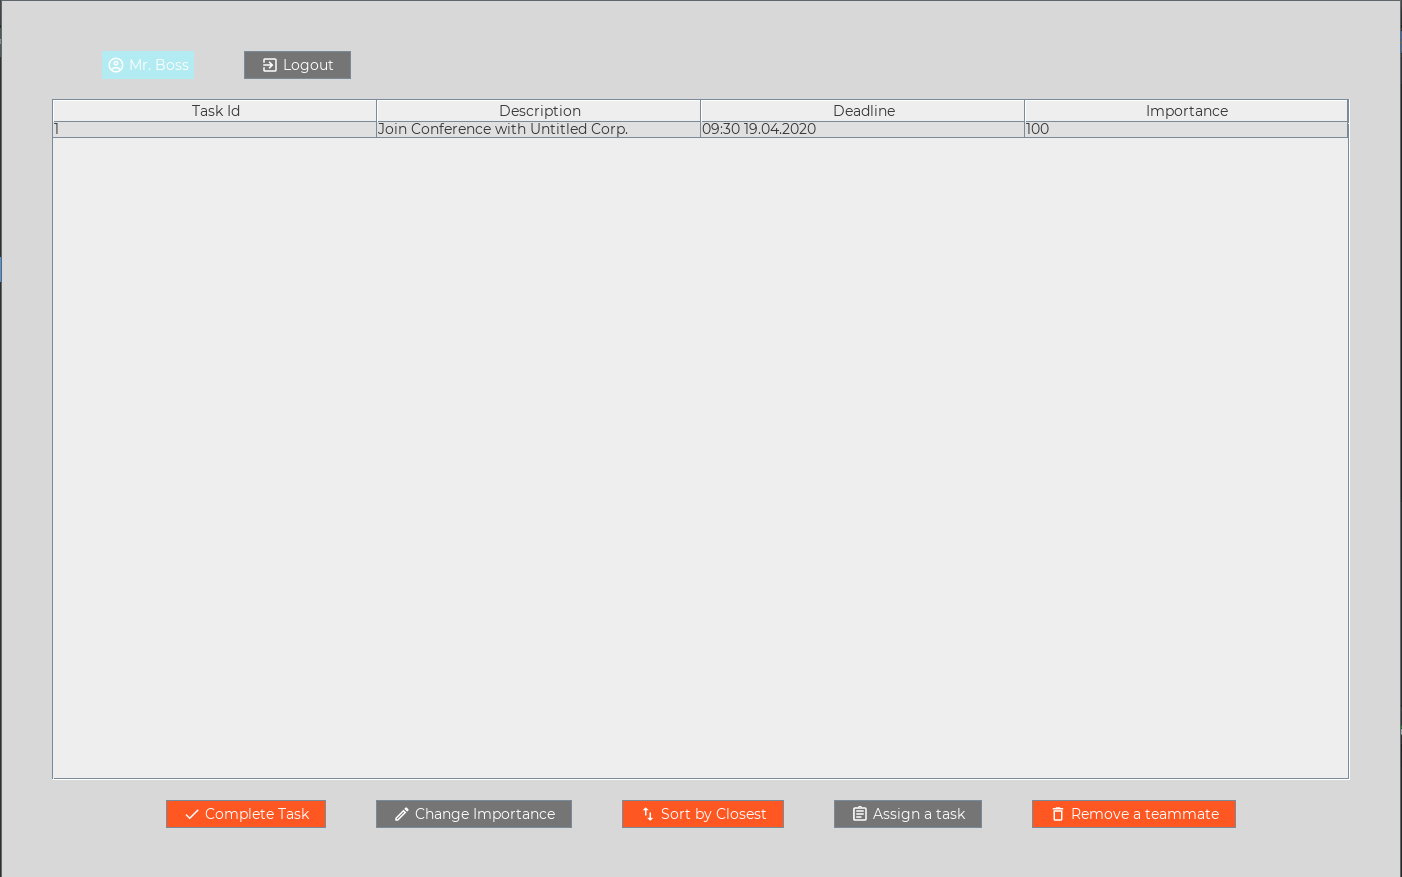 Mr. Boss Logout
Task Id Description Deadline Importance
1 Join Conference with Untitled Corp. 09:30 19.04.2020 100
Complete Task Change Importance Sort by Closest Assign a task Remove a teammate